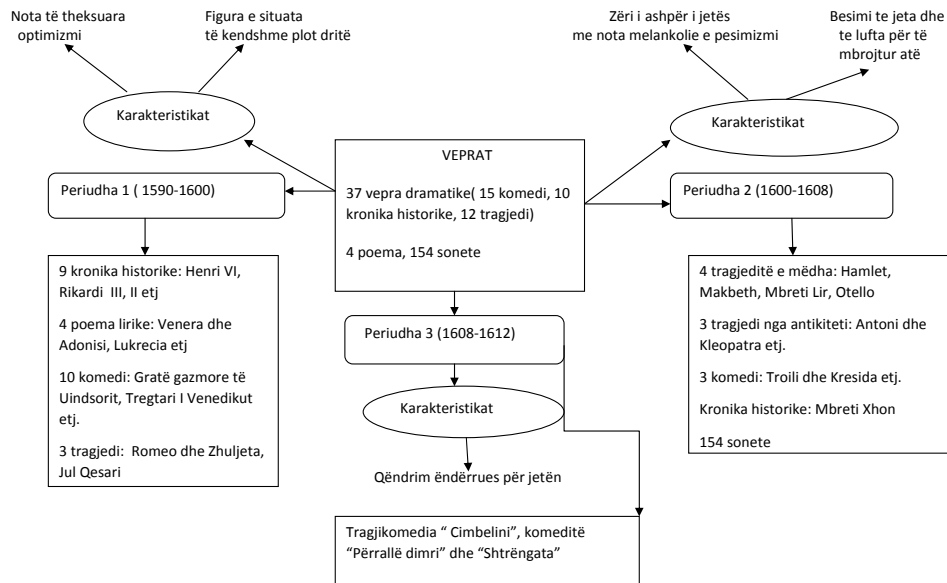 Nota të theksuara
optimizmi
Figura e situata
të kendshme plot dritë
Zëri i ashpër i jetës
me nota melankolie e pesimizmi
Besimi te jeta dhe
te lufta për të
mbrojtur atë
Karakteristikat
Karakteristikat
VEPRAT
37 vepra dramatike( 15 komedi, 10
kronika historike, 12 tragjedi)
4 poema, 154 sonete
Periudha 1 ( 1590-1600)
Periudha 2 (1600-1608)
9 kronika historike: Henri VI,
Rikardi  III, II etj
4 poema lirike: Venera dhe
Adonisi, Lukrecia etj
10 komedi: Gratë gazmore të
Uindsorit, Tregtari I Venedikut
etj.
3 tragjedi:  Romeo dhe Zhuljeta,
Jul Qesari
4 tragjeditë e mëdha: Hamlet,
Makbeth, Mbreti Lir, Otello
3 tragjedi nga antikiteti: Antoni dhe
Kleopatra etj.
3 komedi: Troili dhe Kresida etj.
Kronika historike: Mbreti Xhon
154 sonete
Periudha 3 (1608-1612)
Karakteristikat
Qëndrim ëndërrues për jetën
Tragjikomedia “ Cimbelini”, komeditë
“Përrallë dimri” dhe “Shtrëngata”